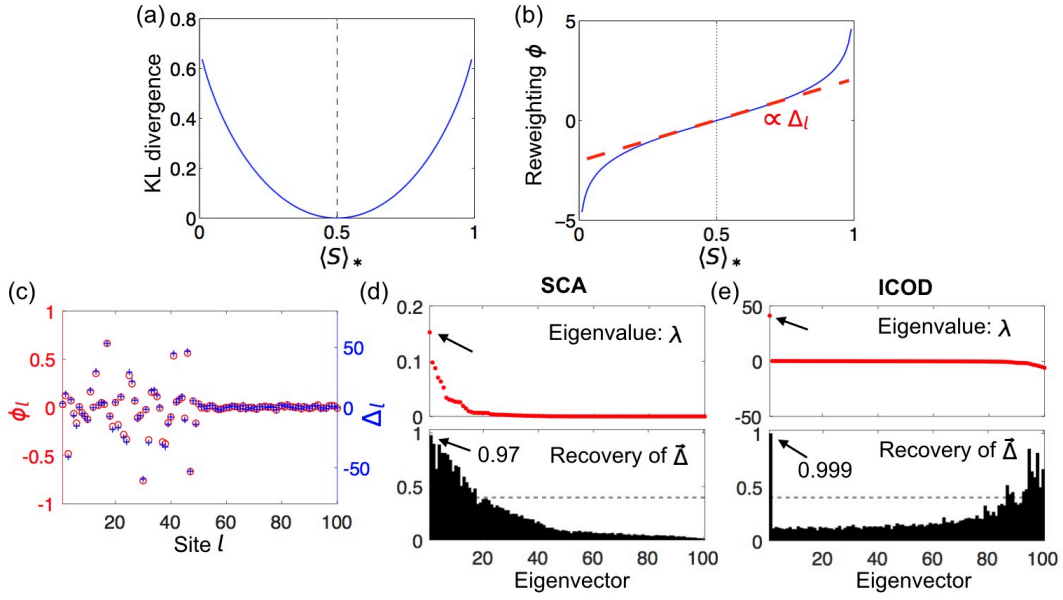 (a)
0.8
0.6
0.4
0.2
0
KL divergence
0 0.5 1
⟨S⟩*
(b)
5
0
−5
Reweighting ϕ
∝ Δl
0 0.5 1
⟨S⟩*
(c)
1
0.5
0
-0.5
-1
ϕl
50
0
-50
Δl
20 40 60 80 100
Site l
(d)
SCA
0.2
0.1
0
Eigenvalue: λ
1
0.5
0
0.97
Recovery of Δ⃗
20 40 60 80 100
Eigenvector
(e)
ICOD
50
0
-50
Eigenvalue: λ
1
0.5
0
0.999
Recovery of Δ⃗
20 40 60 80 100
Eigenvector